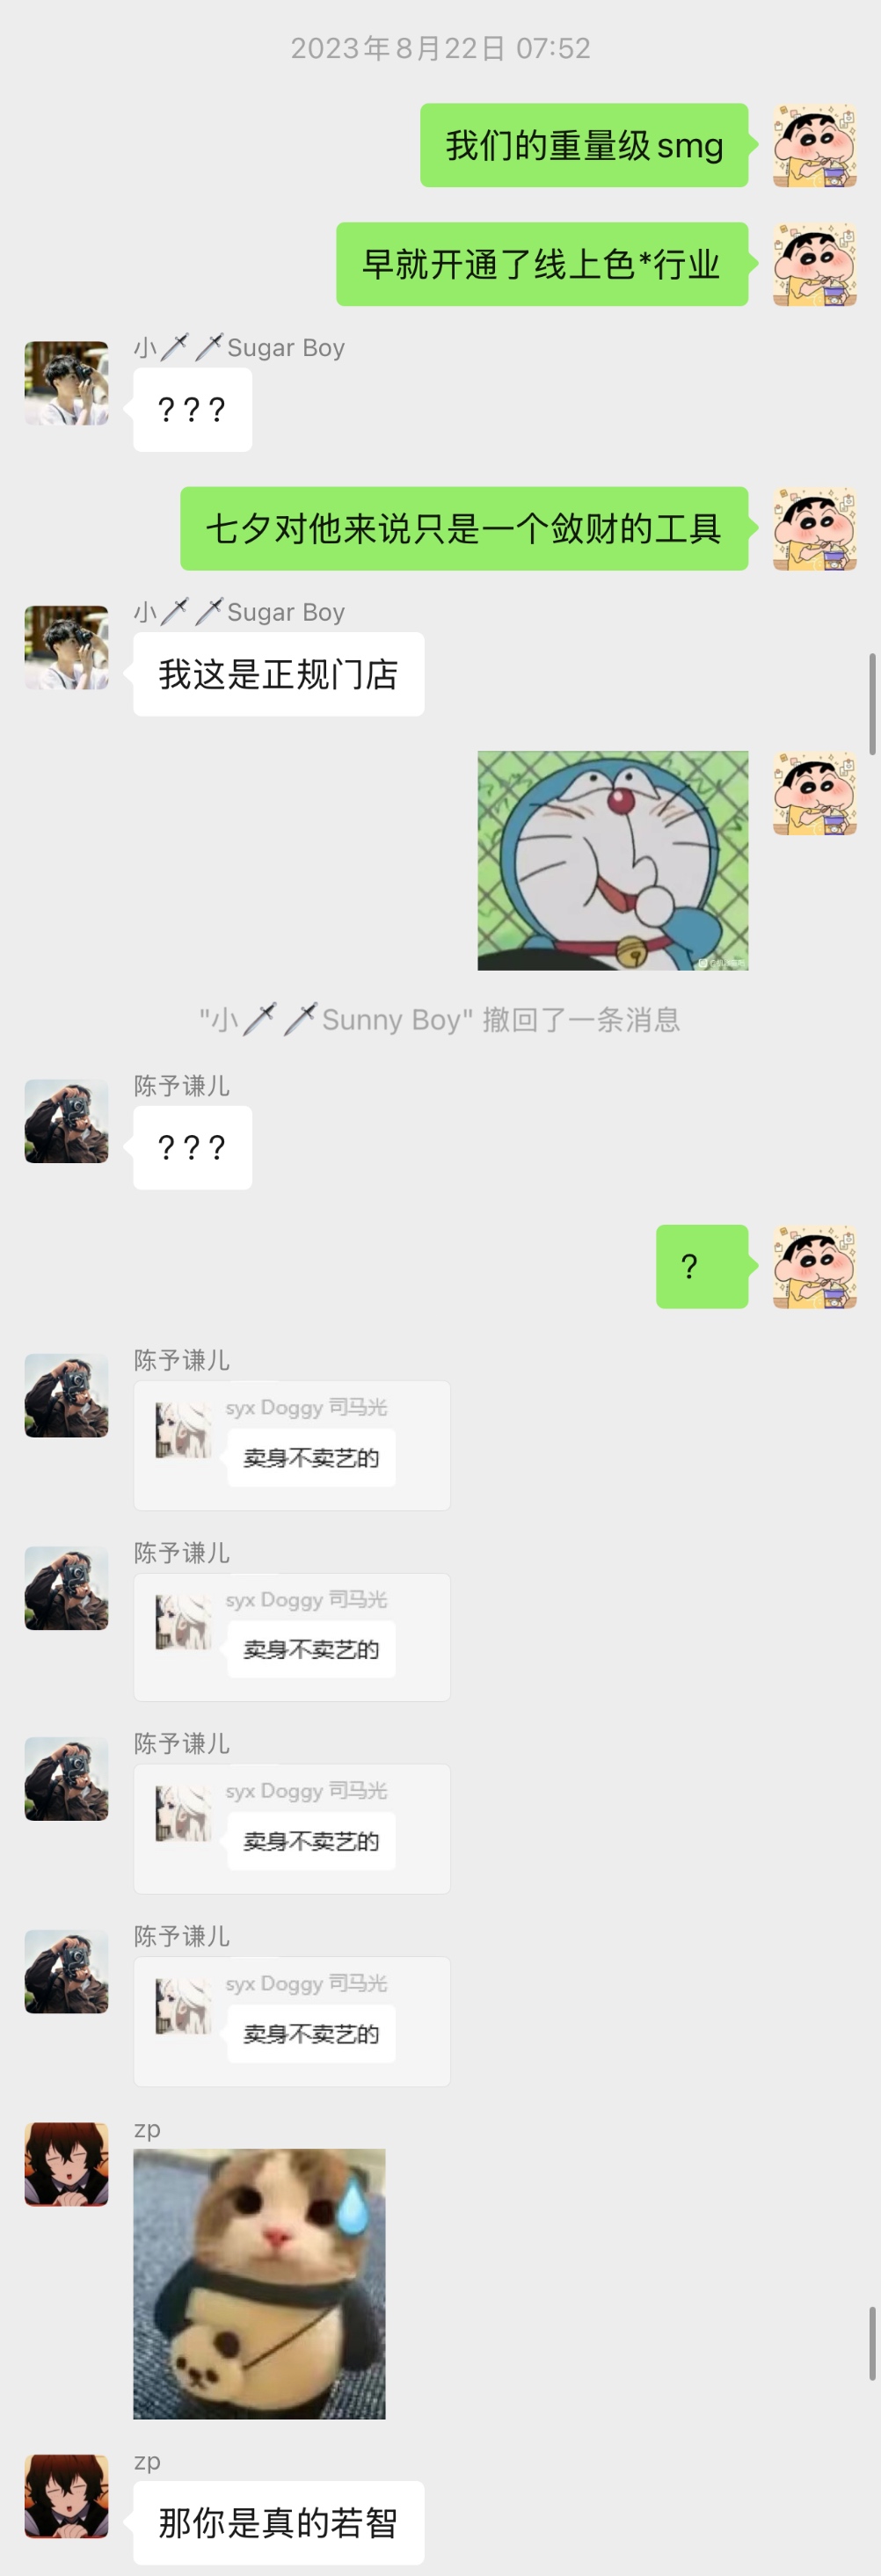 2023年8月22日 07:52
我们的重量级smg
早就开通了线上色*行业
小🗡️🗡️Sugar Boy
???
七夕对他来说只是一个敛财的工具
小🗡️🗡️Sugar Boy
我这是正规门店
"小🗡️🗡️Sunny Boy" 撤回了一条消息
陈予谦儿
???
?
陈予谦儿
syx Doggy 司马光
卖身不卖艺的
陈予谦儿
syx Doggy 司马光
卖身不卖艺的
陈予谦儿
syx Doggy 司马光
卖身不卖艺的
陈予谦儿
syx Doggy 司马光
卖身不卖艺的
zp
zp
那你是真的若智